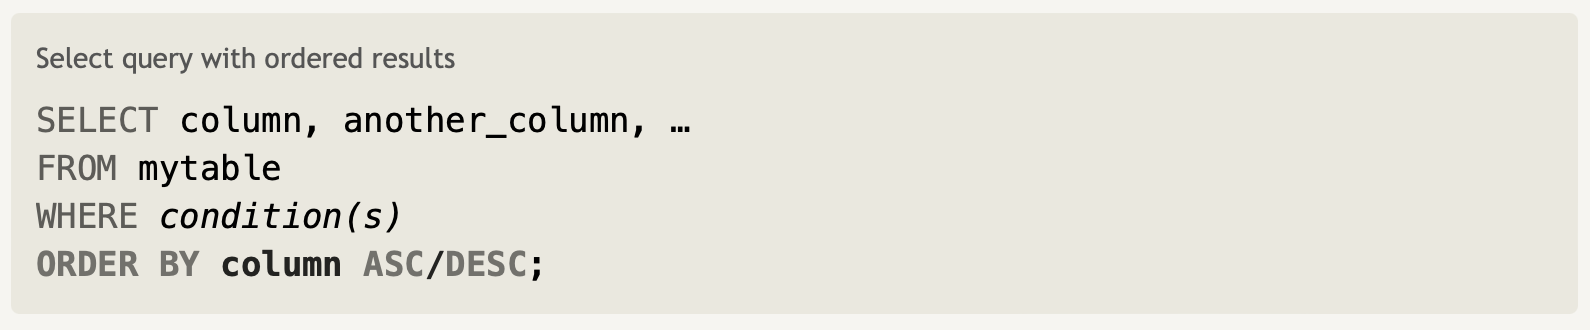 Select query with ordered results
SELECT column, another_column, …
FROM mytable
WHERE condition(s)
ORDER BY column ASC/DESC;